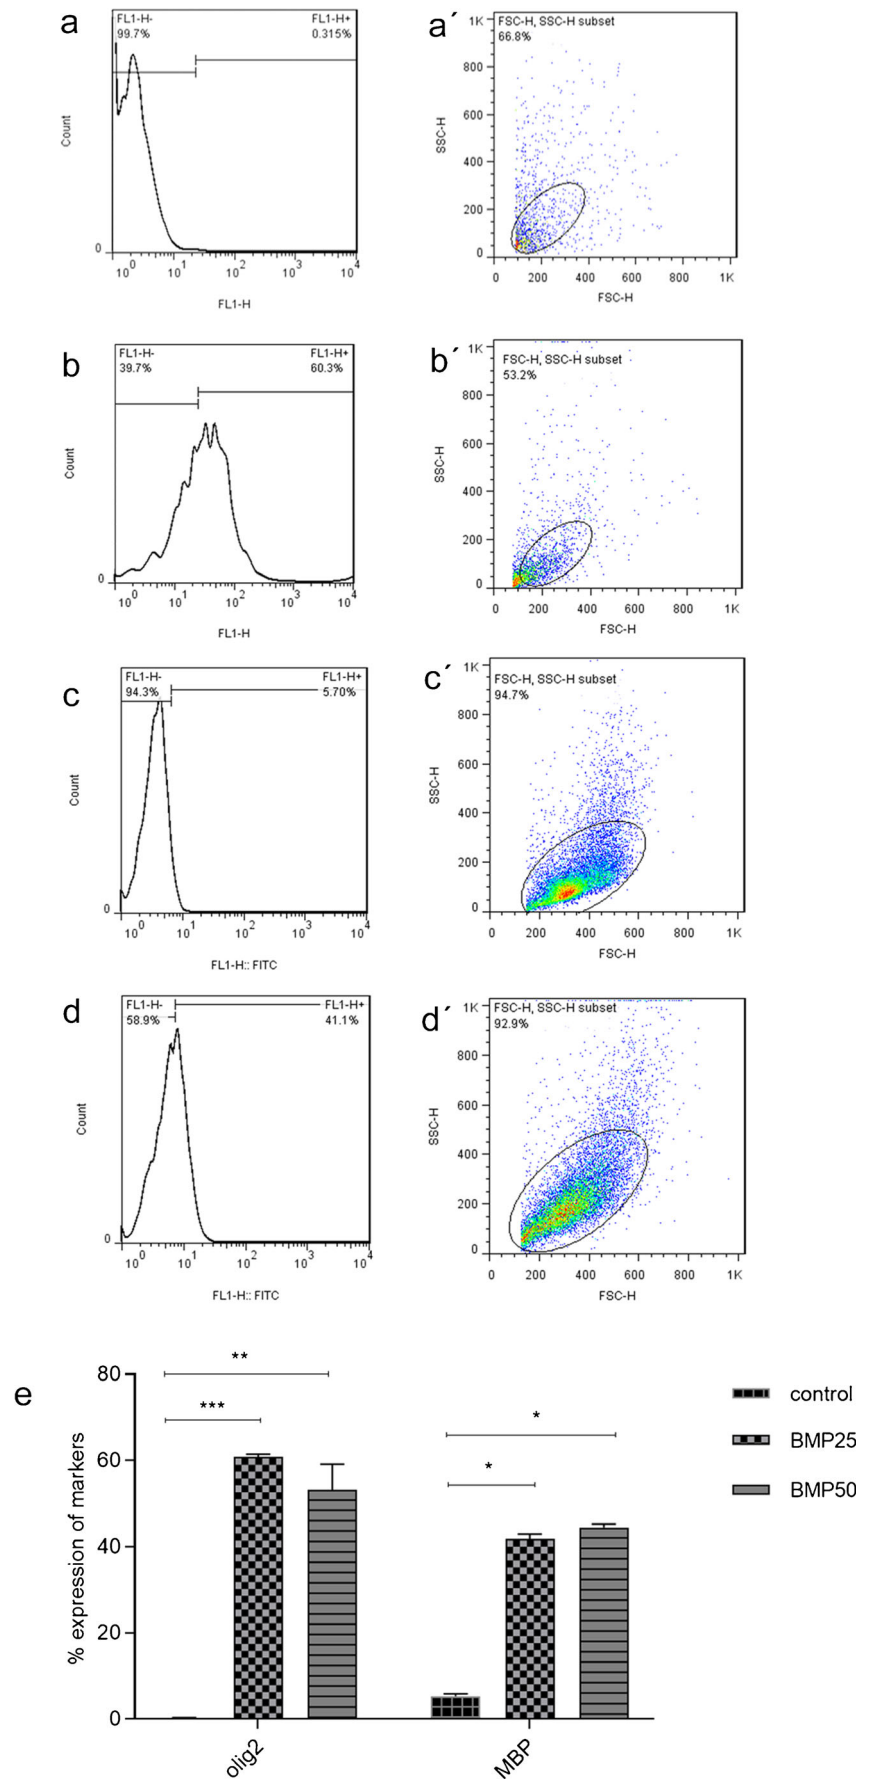 a
FL1-H- FL1-H+
99.7% 0.315%
Count
0
10^0 10^1 10^2 10^3 10^4
FL1-H
a´
FSC-H, SSC-H subset
66.8%
1K
800
600
400
200
0
SSC-H
0 200 400 600 800 1K
FSC-H
b
FL1-H- FL1-H+
39.7% 60.3%
Count
0
10^0 10^1 10^2 10^3 10^4
FL1-H
b´
FSC-H, SSC-H subset
53.2%
1K
800
600
400
200
0
SSC-H
0 200 400 600 800 1K
FSC-H
c
FL1-H- FL1-H+
94.3% 5.70%
Count
0
10^0 10^1 10^2 10^3 10^4
FL1-H:: FITC
c´
FSC-H, SSC-H subset
94.7%
1K
800
600
400
200
0
SSC-H
0 200 400 600 800 1K
FSC-H
d
FL1-H- FL1-H+
58.9% 41.1%
Count
0
10^0 10^1 10^2 10^3 10^4
FL1-H:: FITC
d´
FSC-H, SSC-H subset
92.9%
1K
800
600
400
200
0
SSC-H
0 200 400 600 800 1K
FSC-H
e
% expression of markers
80
60
40
20
0
**
***
*
*
olig2 MBP
control
BMP25
BMP50